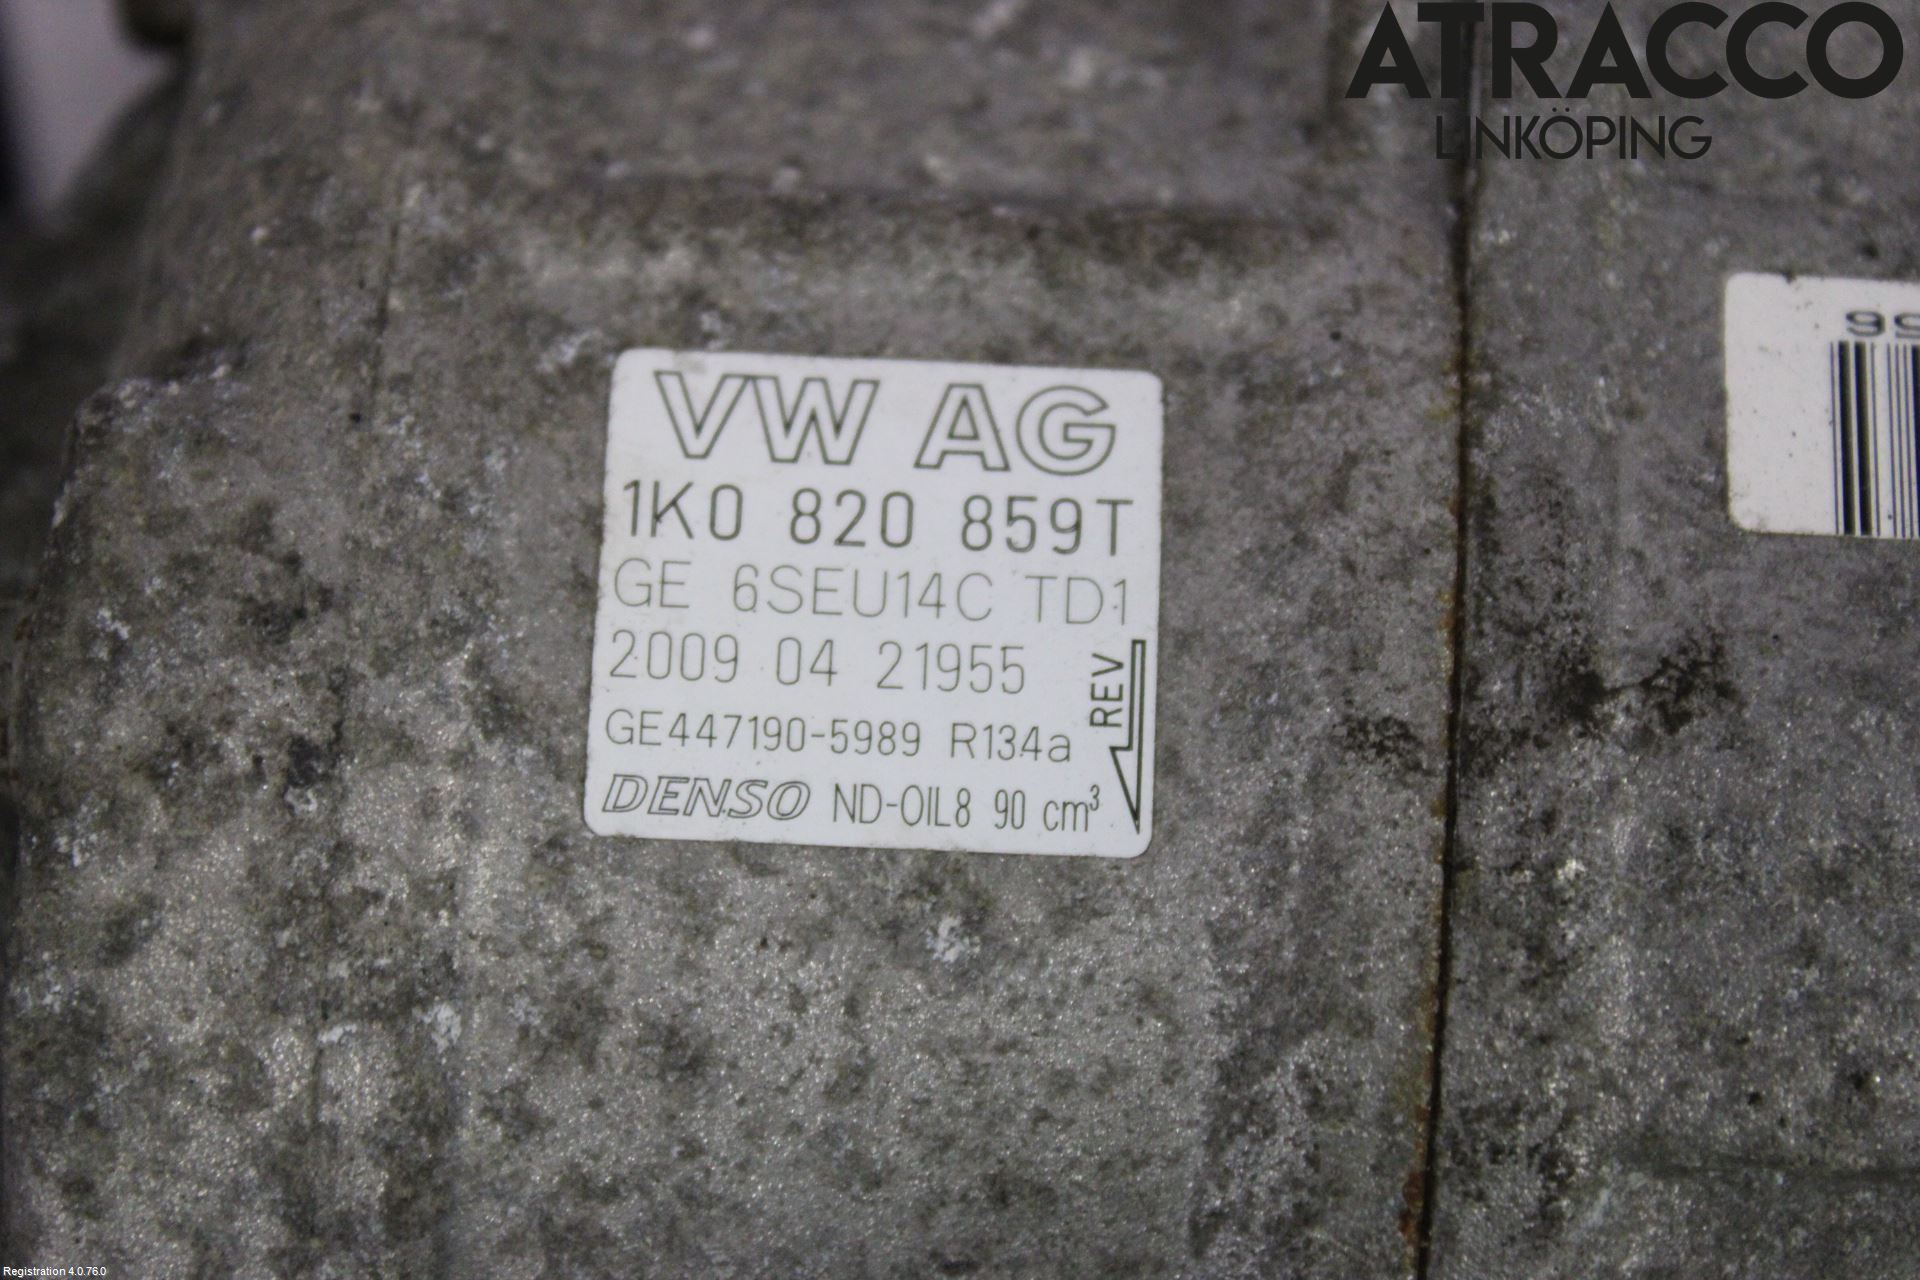 ATRACCO
LINKÖPING
VW AG
1K0 820 859T
GE 6SEU14C TD1
2009 04 21955
REV
GE447190-5989 R134a
DENSO ND-OIL8 90 cm³
Registration 4.0.76.0